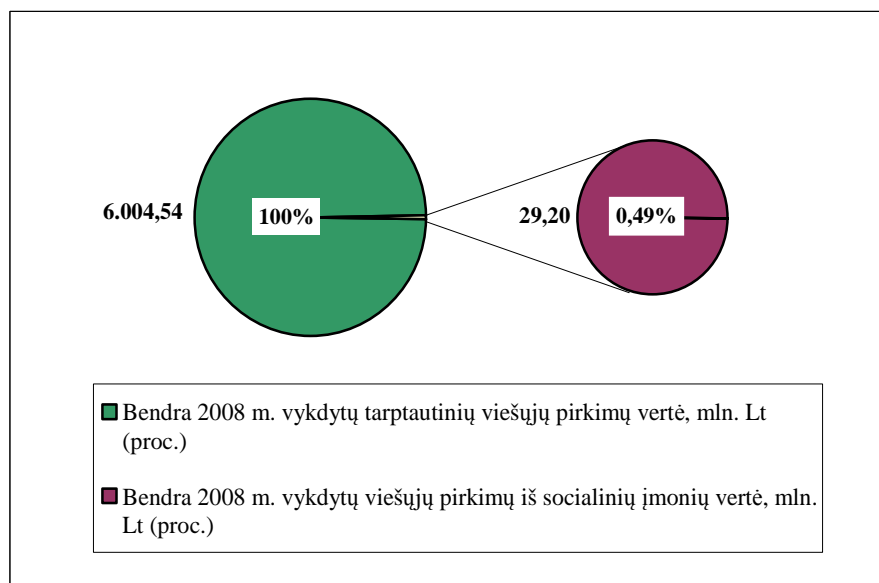 6.004,54
100%
29,20
0,49%
Bendra 2008 m. vykdytų tarptautinių viešųjų pirkimų vertė, mln. Lt
(proc.)
Bendra 2008 m. vykdytų viešųjų pirkimų iš socialinių įmonių vertė, mln.
Lt (proc.)